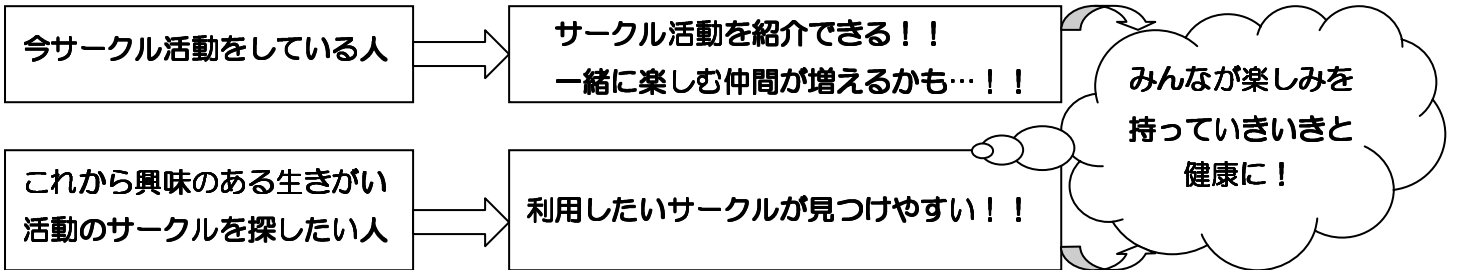 今サークル活動をしている人
サークル活動を紹介できる！！
一緒に楽しむ仲間が増えるかも…！！
これから興味のある生きがい
活動のサークルを探したい人
利用したいサークルが見つけやすい！！
みんなが楽しみを
持っていきいきと
健康に！